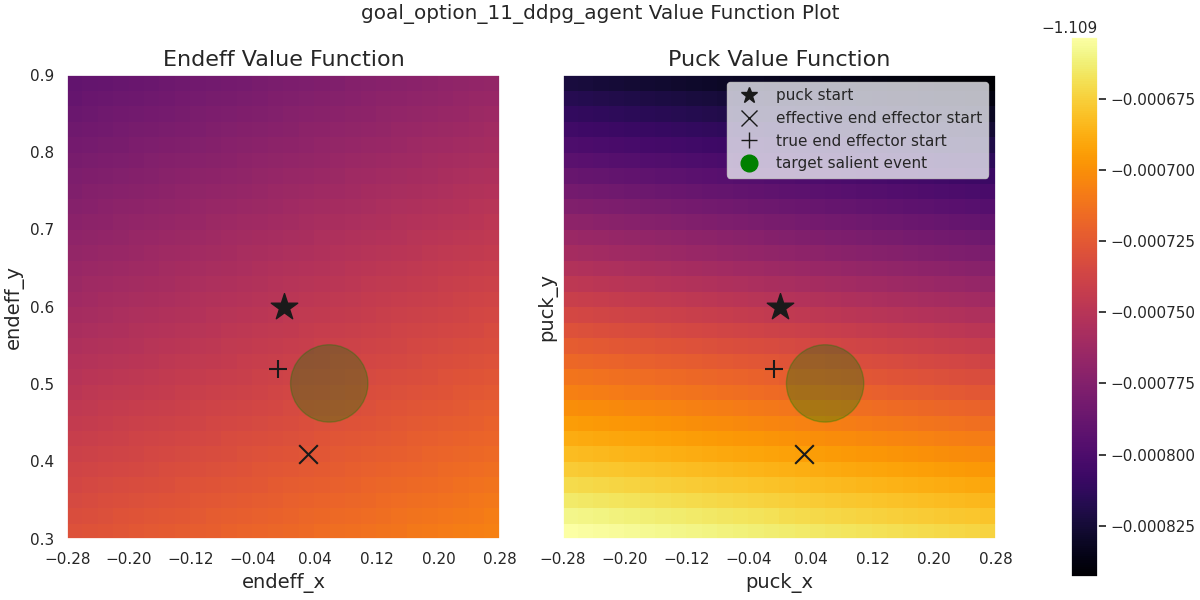 goal_option_11_ddpg_agent Value Function Plot
Endeff Value Function
Puck Value Function
−1.109
0.9
0.8
0.7
0.6
0.5
0.4
0.3
endeff_y
−0.28 −0.20 −0.12 −0.04 0.04 0.12 0.20 0.28
endeff_x
puck_y
puck start
effective end effector start
true end effector start
target salient event
−0.28 −0.20 −0.12 −0.04 0.04 0.12 0.20 0.28
puck_x
−0.000675
−0.000700
−0.000725
−0.000750
−0.000775
−0.000800
−0.000825